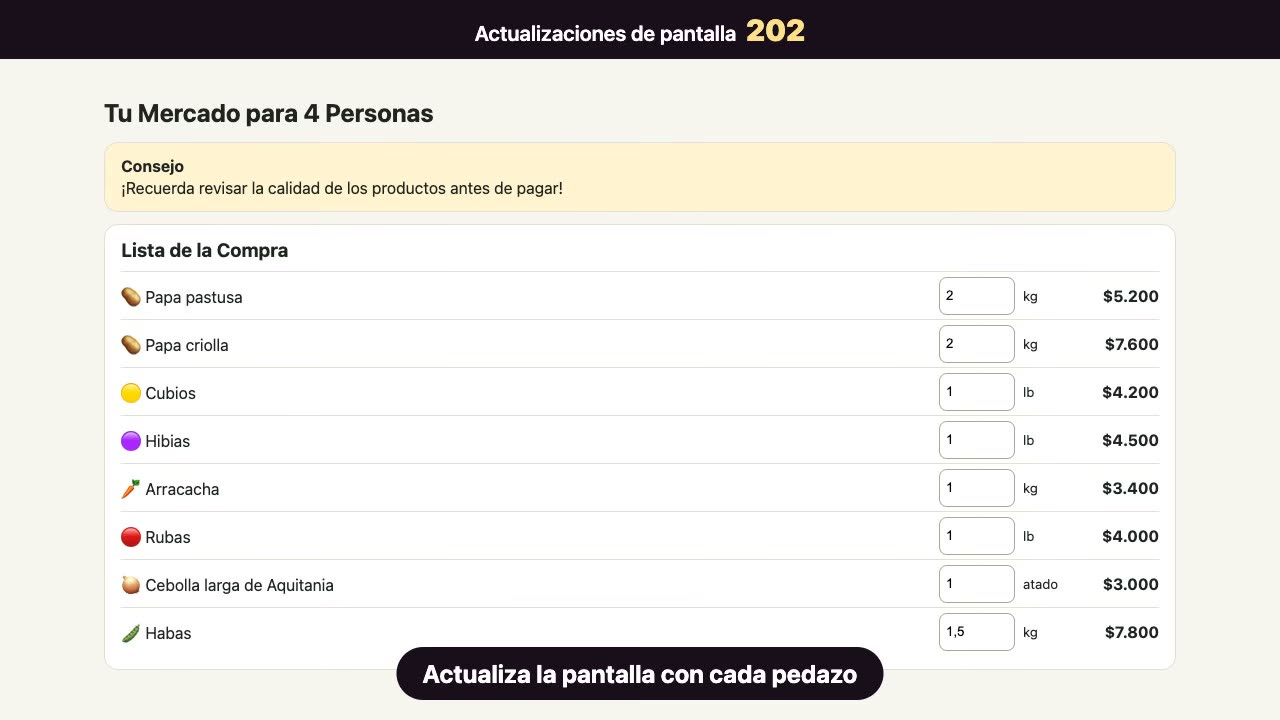 Actualizaciones de pantalla 202
Tu Mercado para 4 Personas
Consejo
¡Recuerda revisar la calidad de los productos antes de pagar!
Lista de la Compra
Papa pastusa 2 kg $5.200
Papa criolla 2 kg $7.600
Cubios 1 lb $4.200
Hibias 1 lb $4.500
Arracacha 1 kg $3.400
Rubas 1 lb $4.000
Cebolla larga de Aquitania 1 atado $3.000
Habas 1,5 kg $7.800
Actualiza la pantalla con cada pedazo